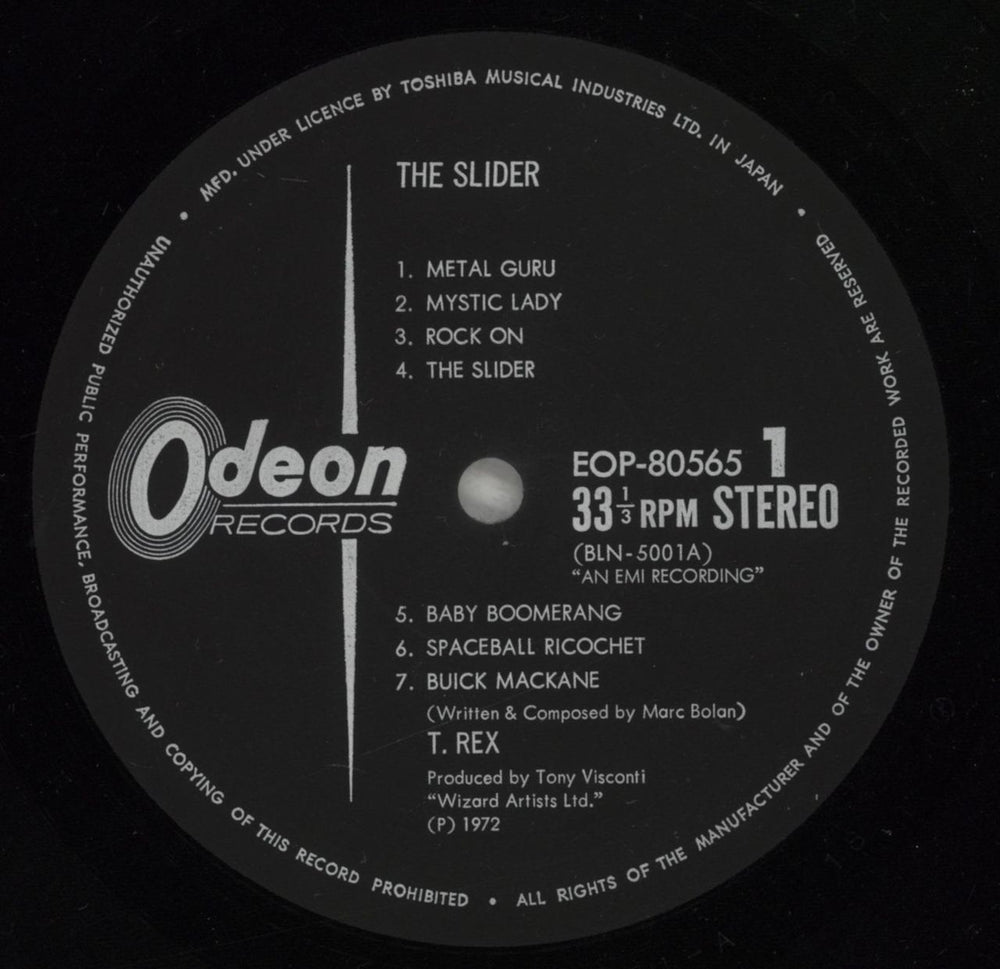 MFD. UNDER LICENCE BY TOSHIBA MUSICAL INDUSTRIES LTD. IN JAPAN •
THE SLIDER
1. METAL GURU
2. MYSTIC LADY
3. ROCK ON
4. THE SLIDER
Odeon
RECORDS
EOP-80565 1
33 1/3 RPM STEREO
(BLN-5001A)
"AN EMI RECORDING"
5. BABY BOOMERANG
6. SPACEBALL RICOCHET
7. BUICK MACKANE
(Written & Composed by Marc Bolan)
T. REX
Produced by Tony Visconti
"Wizard Artists Ltd."
(P) 1972
• UNAUTHORIZED PUBLIC PERFORMANCE, BROADCASTING AND COPYING OF THIS RECORD PROHIBITED • ALL RIGHTS OF THE MANUFACTURER AND OF THE OWNER OF THE RECORDED WORK ARE RESERVED